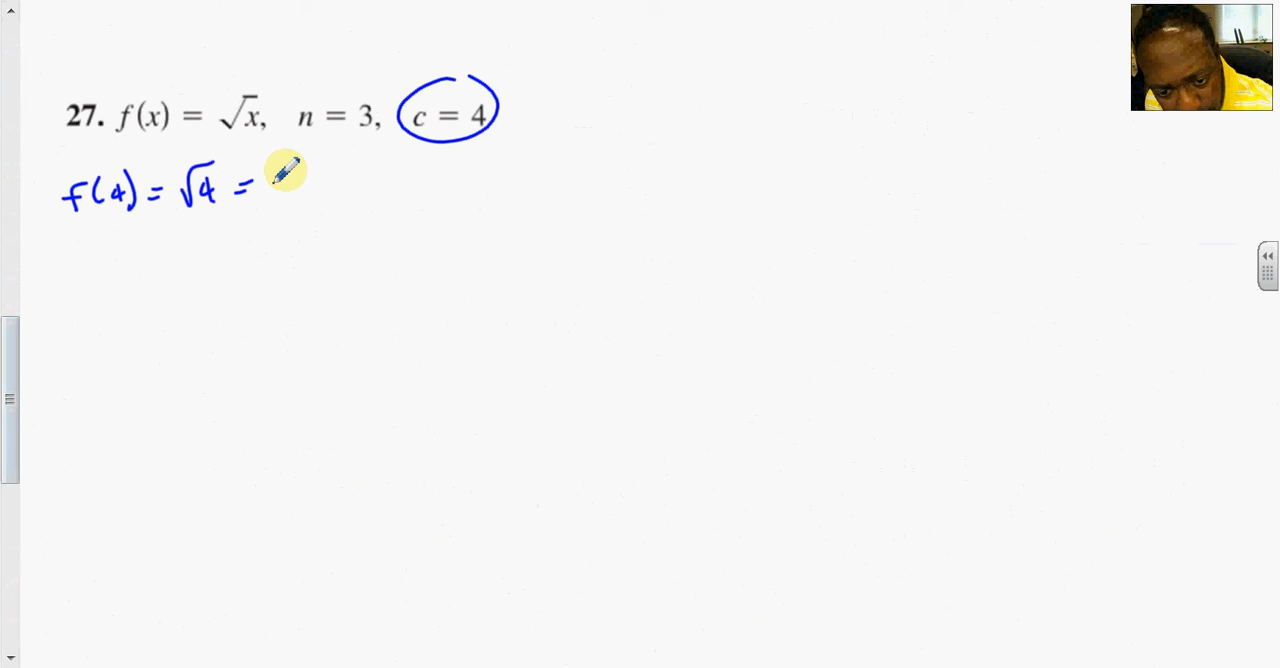 27. f(x) = √x, n = 3, c = 4
f(4) = √4 =